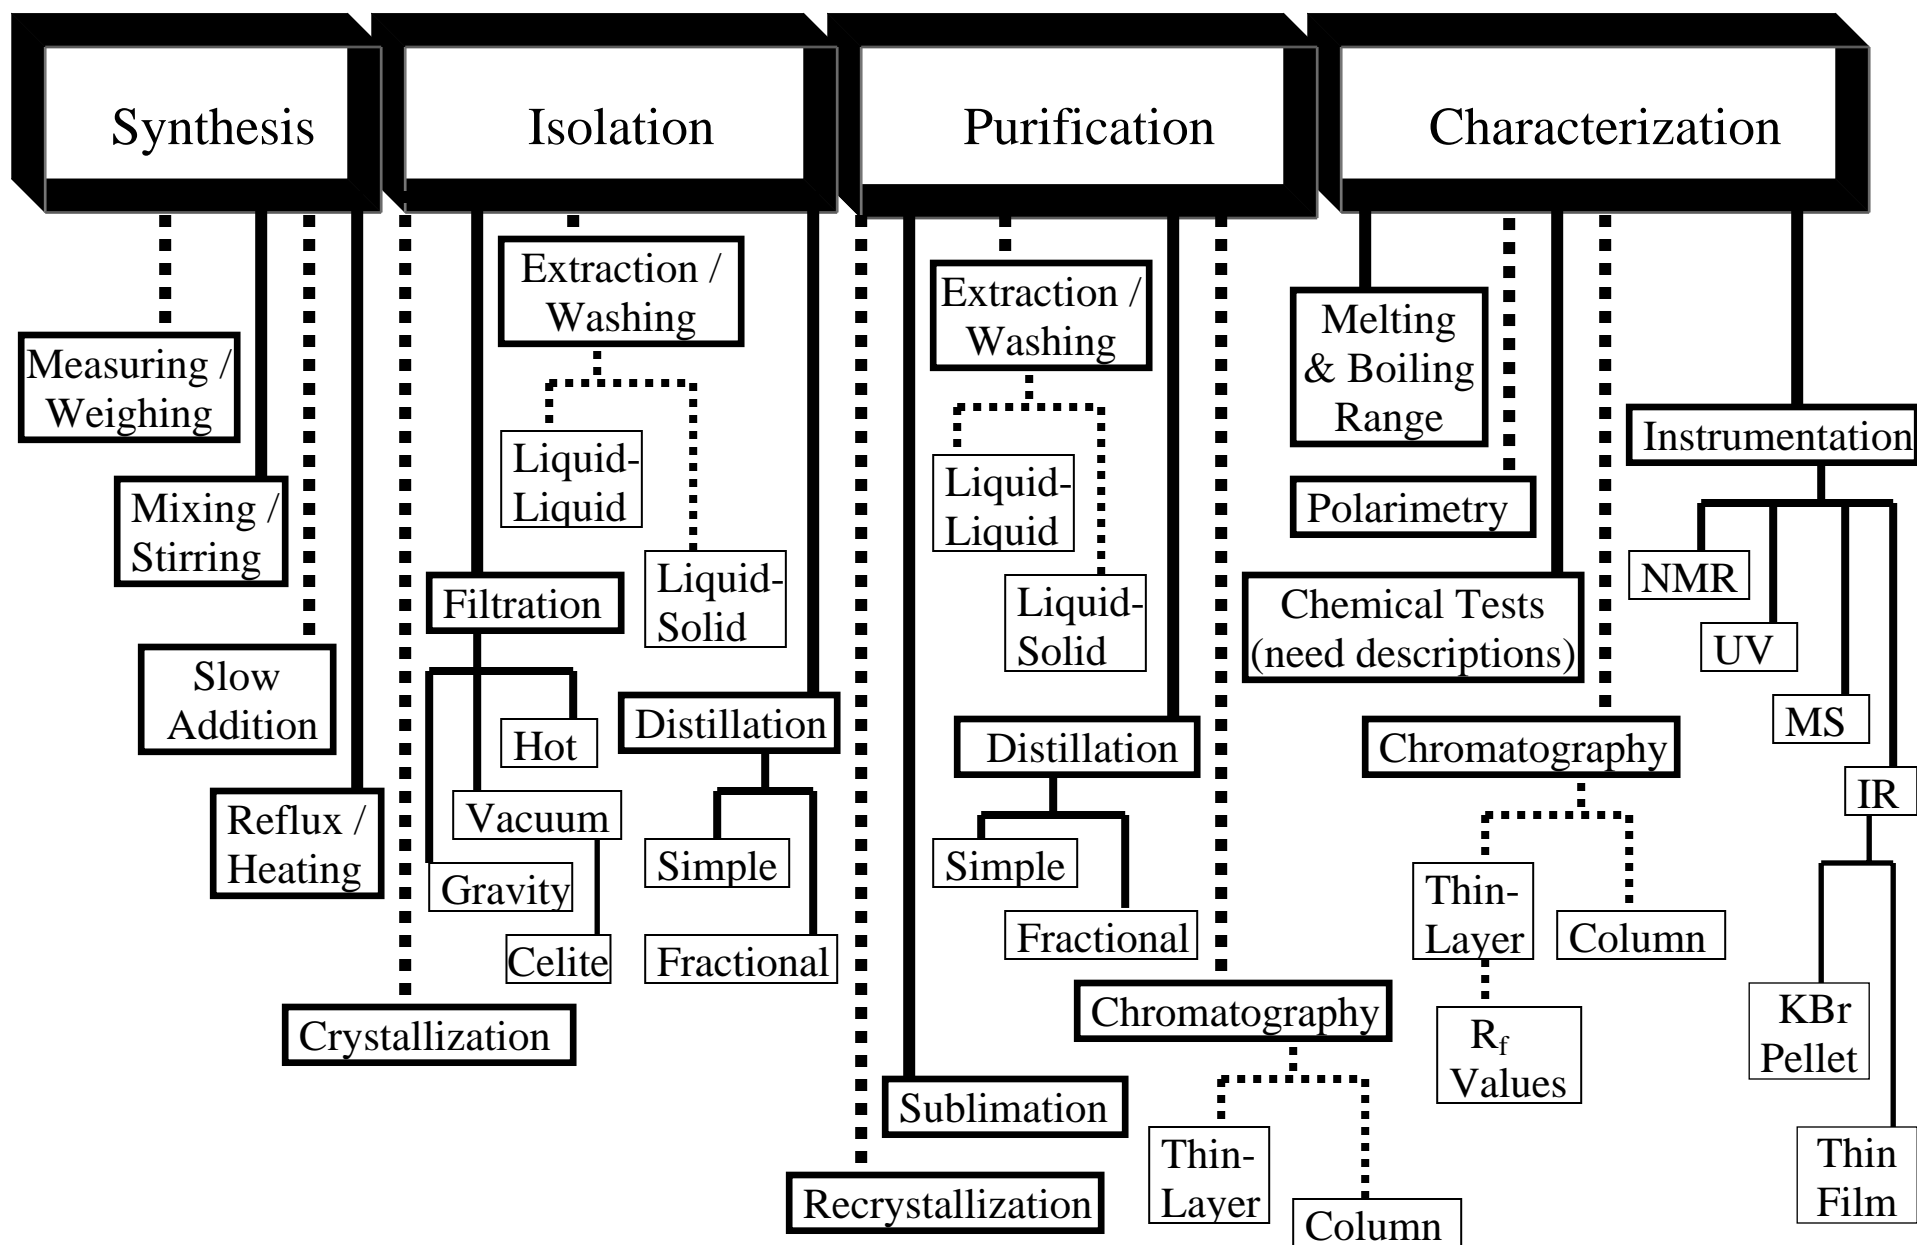 Synthesis
Isolation
Purification
Characterization
Measuring /
Weighing
Mixing /
Stirring
Slow
Addition
Reflux /
Heating
Extraction /
Washing
Liquid-
Liquid
Liquid-
Solid
Filtration
Hot
Vacuum
Gravity
Celite
Distillation
Simple
Fractional
Crystallization
Extraction /
Washing
Liquid-
Liquid
Liquid-
Solid
Distillation
Simple
Fractional
Chromatography
Thin-
Layer
Column
Sublimation
Recrystallization
Melting
& Boiling
Range
Polarimetry
Chemical Tests
(need descriptions)
Chromatography
Thin-
Layer
Column
Rf
Values
Instrumentation
NMR
UV
MS
IR
KBr
Pellet
Thin
Film